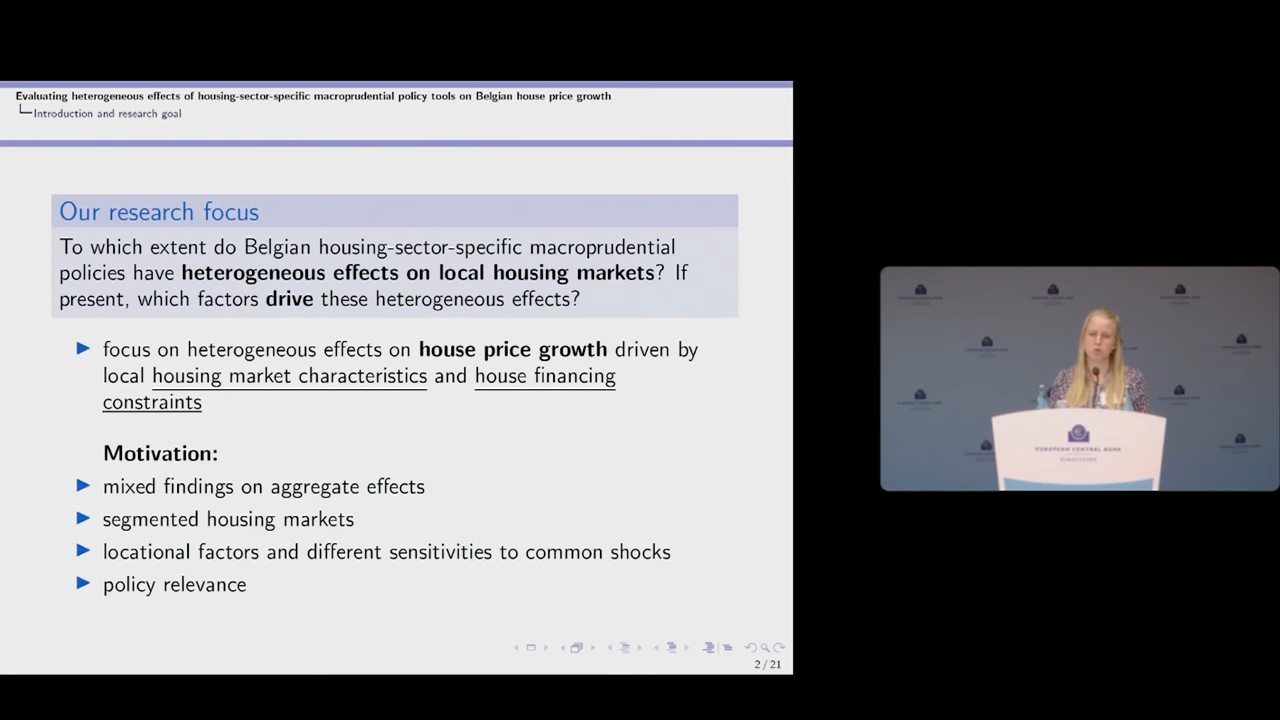 Evaluating heterogeneous effects of housing-sector-specific macroprudential policy tools on Belgian house price growth
Introduction and research goal
Our research focus
To which extent do Belgian housing-sector-specific macroprudential
policies have heterogeneous effects on local housing markets? If
present, which factors drive these heterogeneous effects?
focus on heterogeneous effects on house price growth driven by
local housing market characteristics and house financing
constraints
Motivation:
mixed findings on aggregate effects
segmented housing markets
locational factors and different sensitivities to common shocks
policy relevance
2 / 21
EUROPEAN CENTRAL BANK
EUROSYSTEM